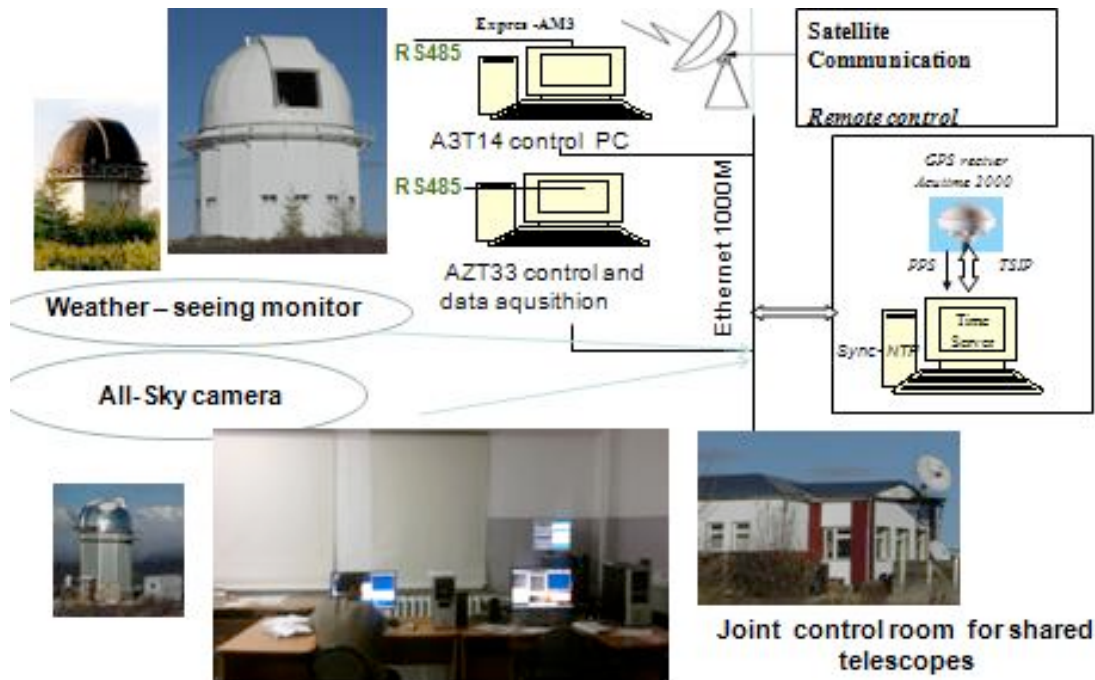 Expres -AM3
RS485
A3T14 control PC
RS485
AZT33 control and
data aqusithion
Satellite
Communication
Remote control
GPS reciver
Acutime 2000
PPS
TSIP
Time
Server
Sync- NTP
Ethernet 1000M
Weather – seeing monitor
All-Sky camera
Joint control room for shared
telescopes